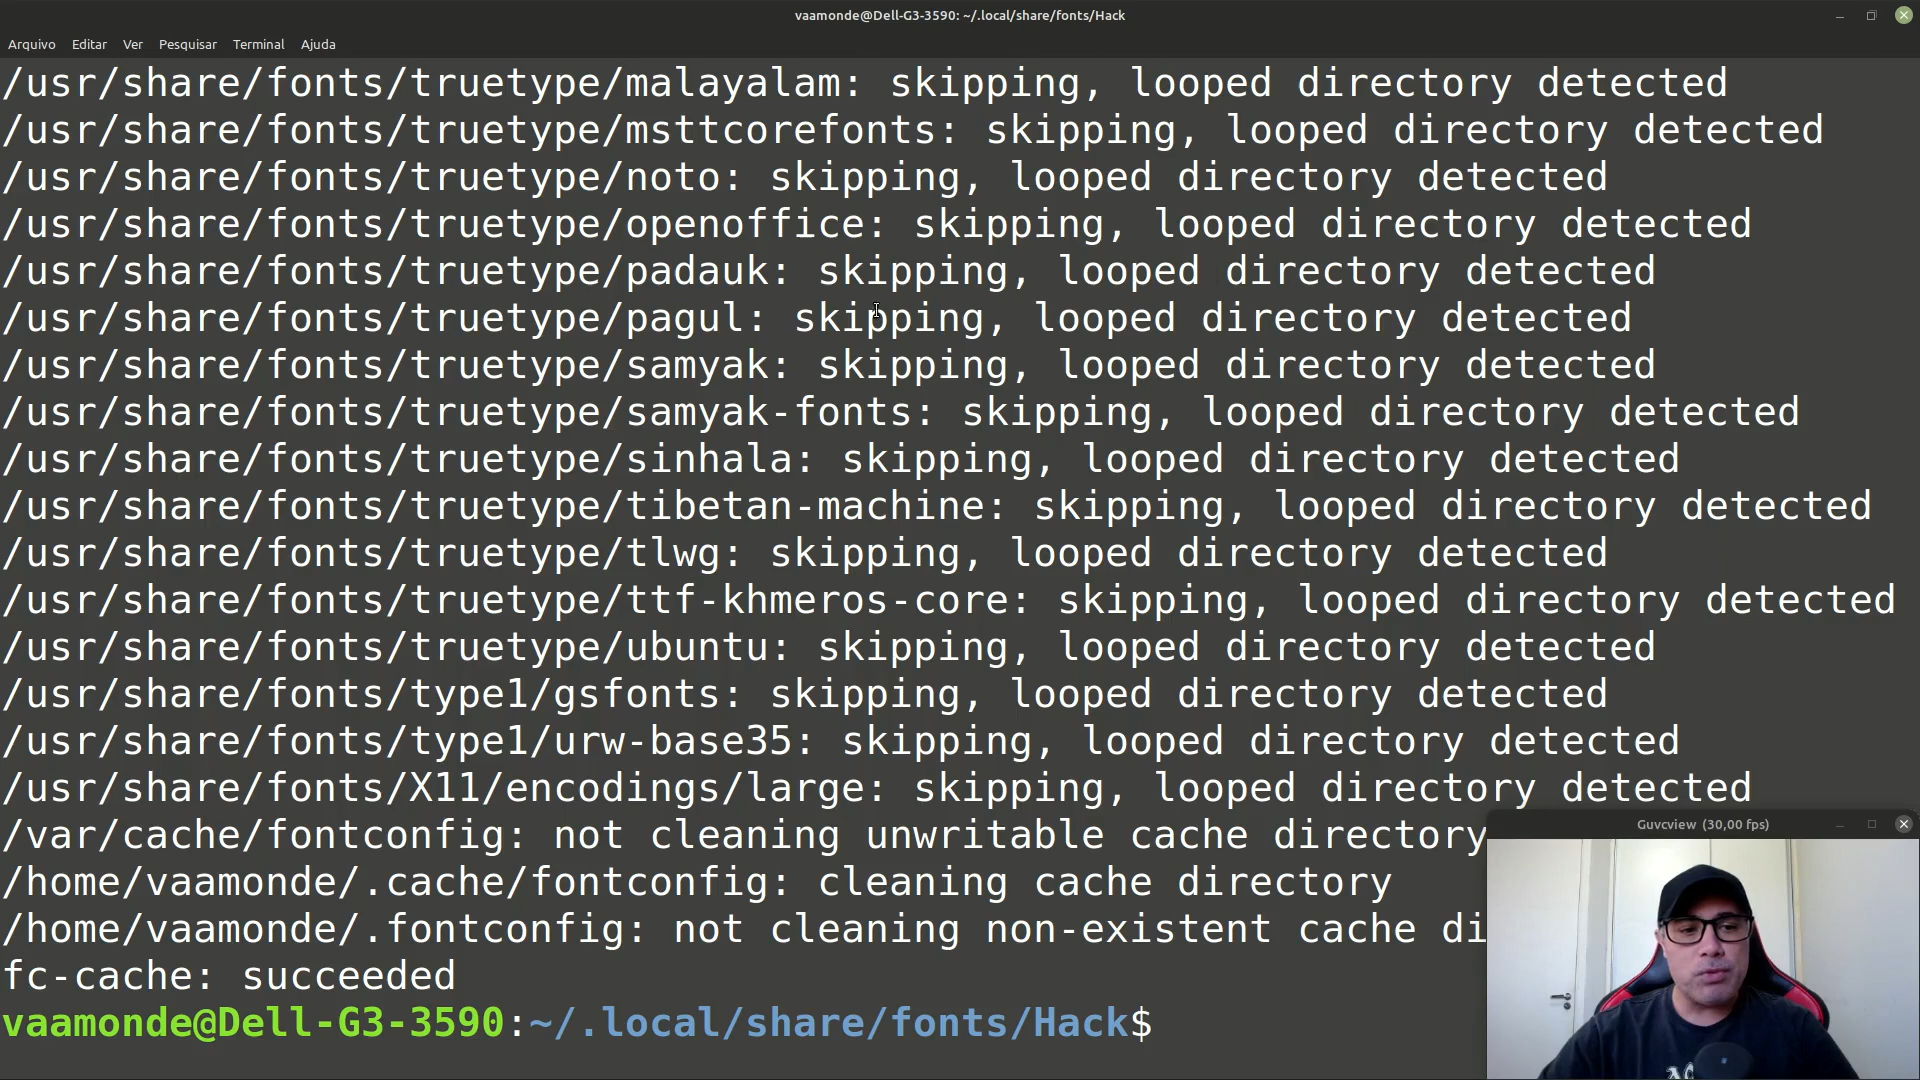 vaamonde@Dell-G3-3590: ~/.local/share/fonts/Hack
Arquivo Editar Ver Pesquisar Terminal Ajuda
/usr/share/fonts/truetype/malayalam: skipping, looped directory detected
/usr/share/fonts/truetype/msttcorefonts: skipping, looped directory detected
/usr/share/fonts/truetype/noto: skipping, looped directory detected
/usr/share/fonts/truetype/openoffice: skipping, looped directory detected
/usr/share/fonts/truetype/padauk: skipping, looped directory detected
/usr/share/fonts/truetype/pagul: skipping, looped directory detected
/usr/share/fonts/truetype/samyak: skipping, looped directory detected
/usr/share/fonts/truetype/samyak-fonts: skipping, looped directory detected
/usr/share/fonts/truetype/sinhala: skipping, looped directory detected
/usr/share/fonts/truetype/tibetan-machine: skipping, looped directory detected
/usr/share/fonts/truetype/tlwg: skipping, looped directory detected
/usr/share/fonts/truetype/ttf-khmeros-core: skipping, looped directory detected
/usr/share/fonts/truetype/ubuntu: skipping, looped directory detected
/usr/share/fonts/type1/gsfonts: skipping, looped directory detected
/usr/share/fonts/type1/urw-base35: skipping, looped directory detected
/usr/share/fonts/X11/encodings/large: skipping, looped directory detected
/var/cache/fontconfig: not cleaning unwritable cache directory
/home/vaamonde/.cache/fontconfig: cleaning cache directory
/home/vaamonde/.fontconfig: not cleaning non-existent cache di
fc-cache: succeeded
vaamonde@Dell-G3-3590:~/.local/share/fonts/Hack$
Guvcview (30,00 fps)